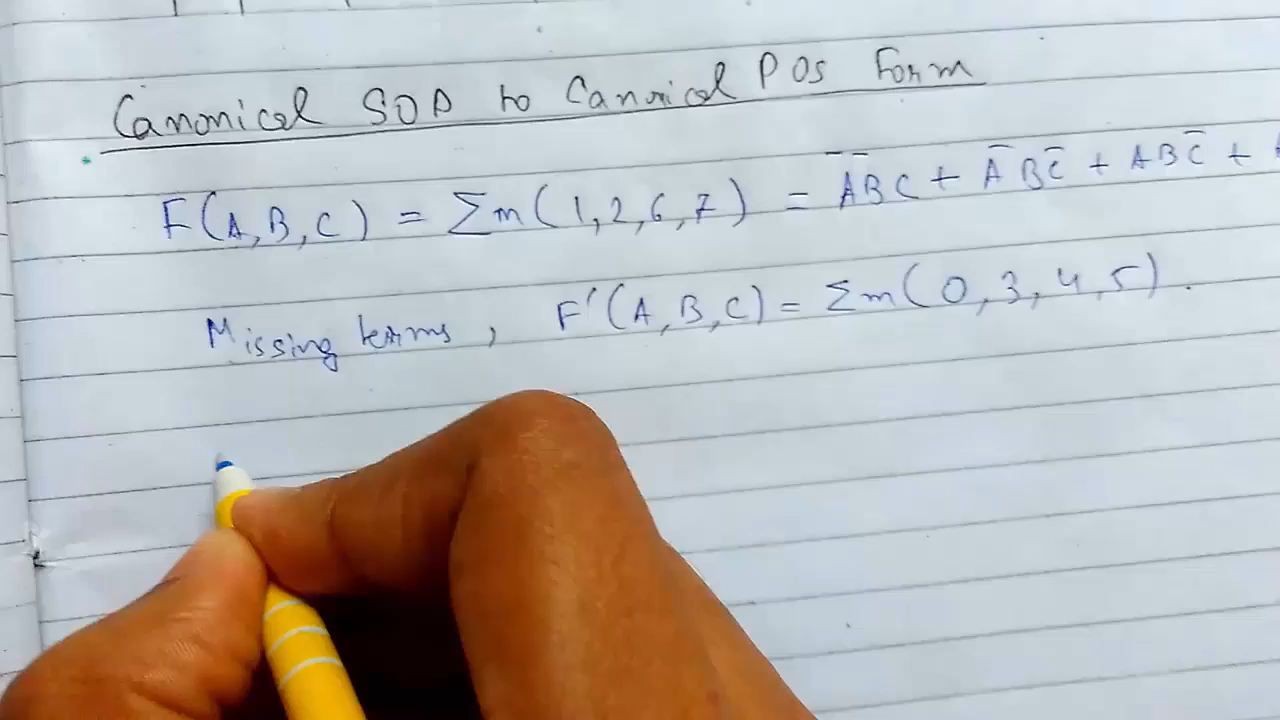 Canonical SOP to Canonical POS Form
F(A,B,C) = Σm(1,2,6,7) = A̅B̅C + A̅BC̅ + ABC̅ +
Missing terms, F'(A,B,C) = Σm(0,3,4,5).